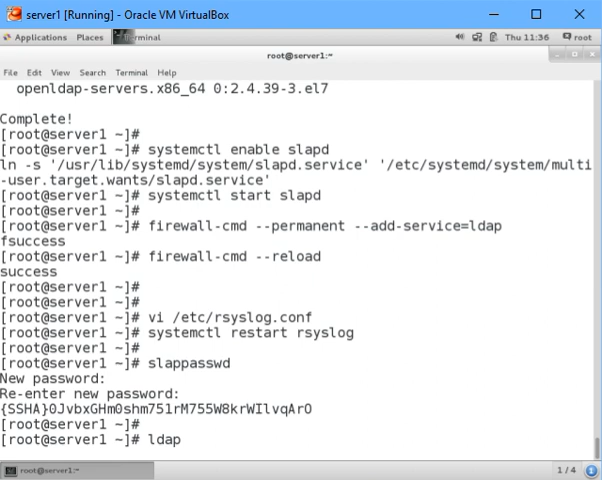 server1 [Running] - Oracle VM VirtualBox
Applications Places Terminal Thu 11:36 root
root@server1:~
File Edit View Search Terminal Help
openldap-servers.x86_64 0:2.4.39-3.el7
Complete!
[root@server1 ~]#
[root@server1 ~]# systemctl enable slapd
ln -s '/usr/lib/systemd/system/slapd.service' '/etc/systemd/system/multi
-user.target.wants/slapd.service'
[root@server1 ~]# systemctl start slapd
[root@server1 ~]#
[root@server1 ~]# firewall-cmd --permanent --add-service=ldap
fsuccess
[root@server1 ~]# firewall-cmd --reload
success
[root@server1 ~]#
[root@server1 ~]#
[root@server1 ~]# vi /etc/rsyslog.conf
[root@server1 ~]# systemctl restart rsyslog
[root@server1 ~]#
[root@server1 ~]# slappasswd
New password:
Re-enter new password:
{SSHA}0JvbxGHm0shm751rM755W8krWIlvqArO
[root@server1 ~]#
[root@server1 ~]# ldap
root@server1:~ 1 / 4 1